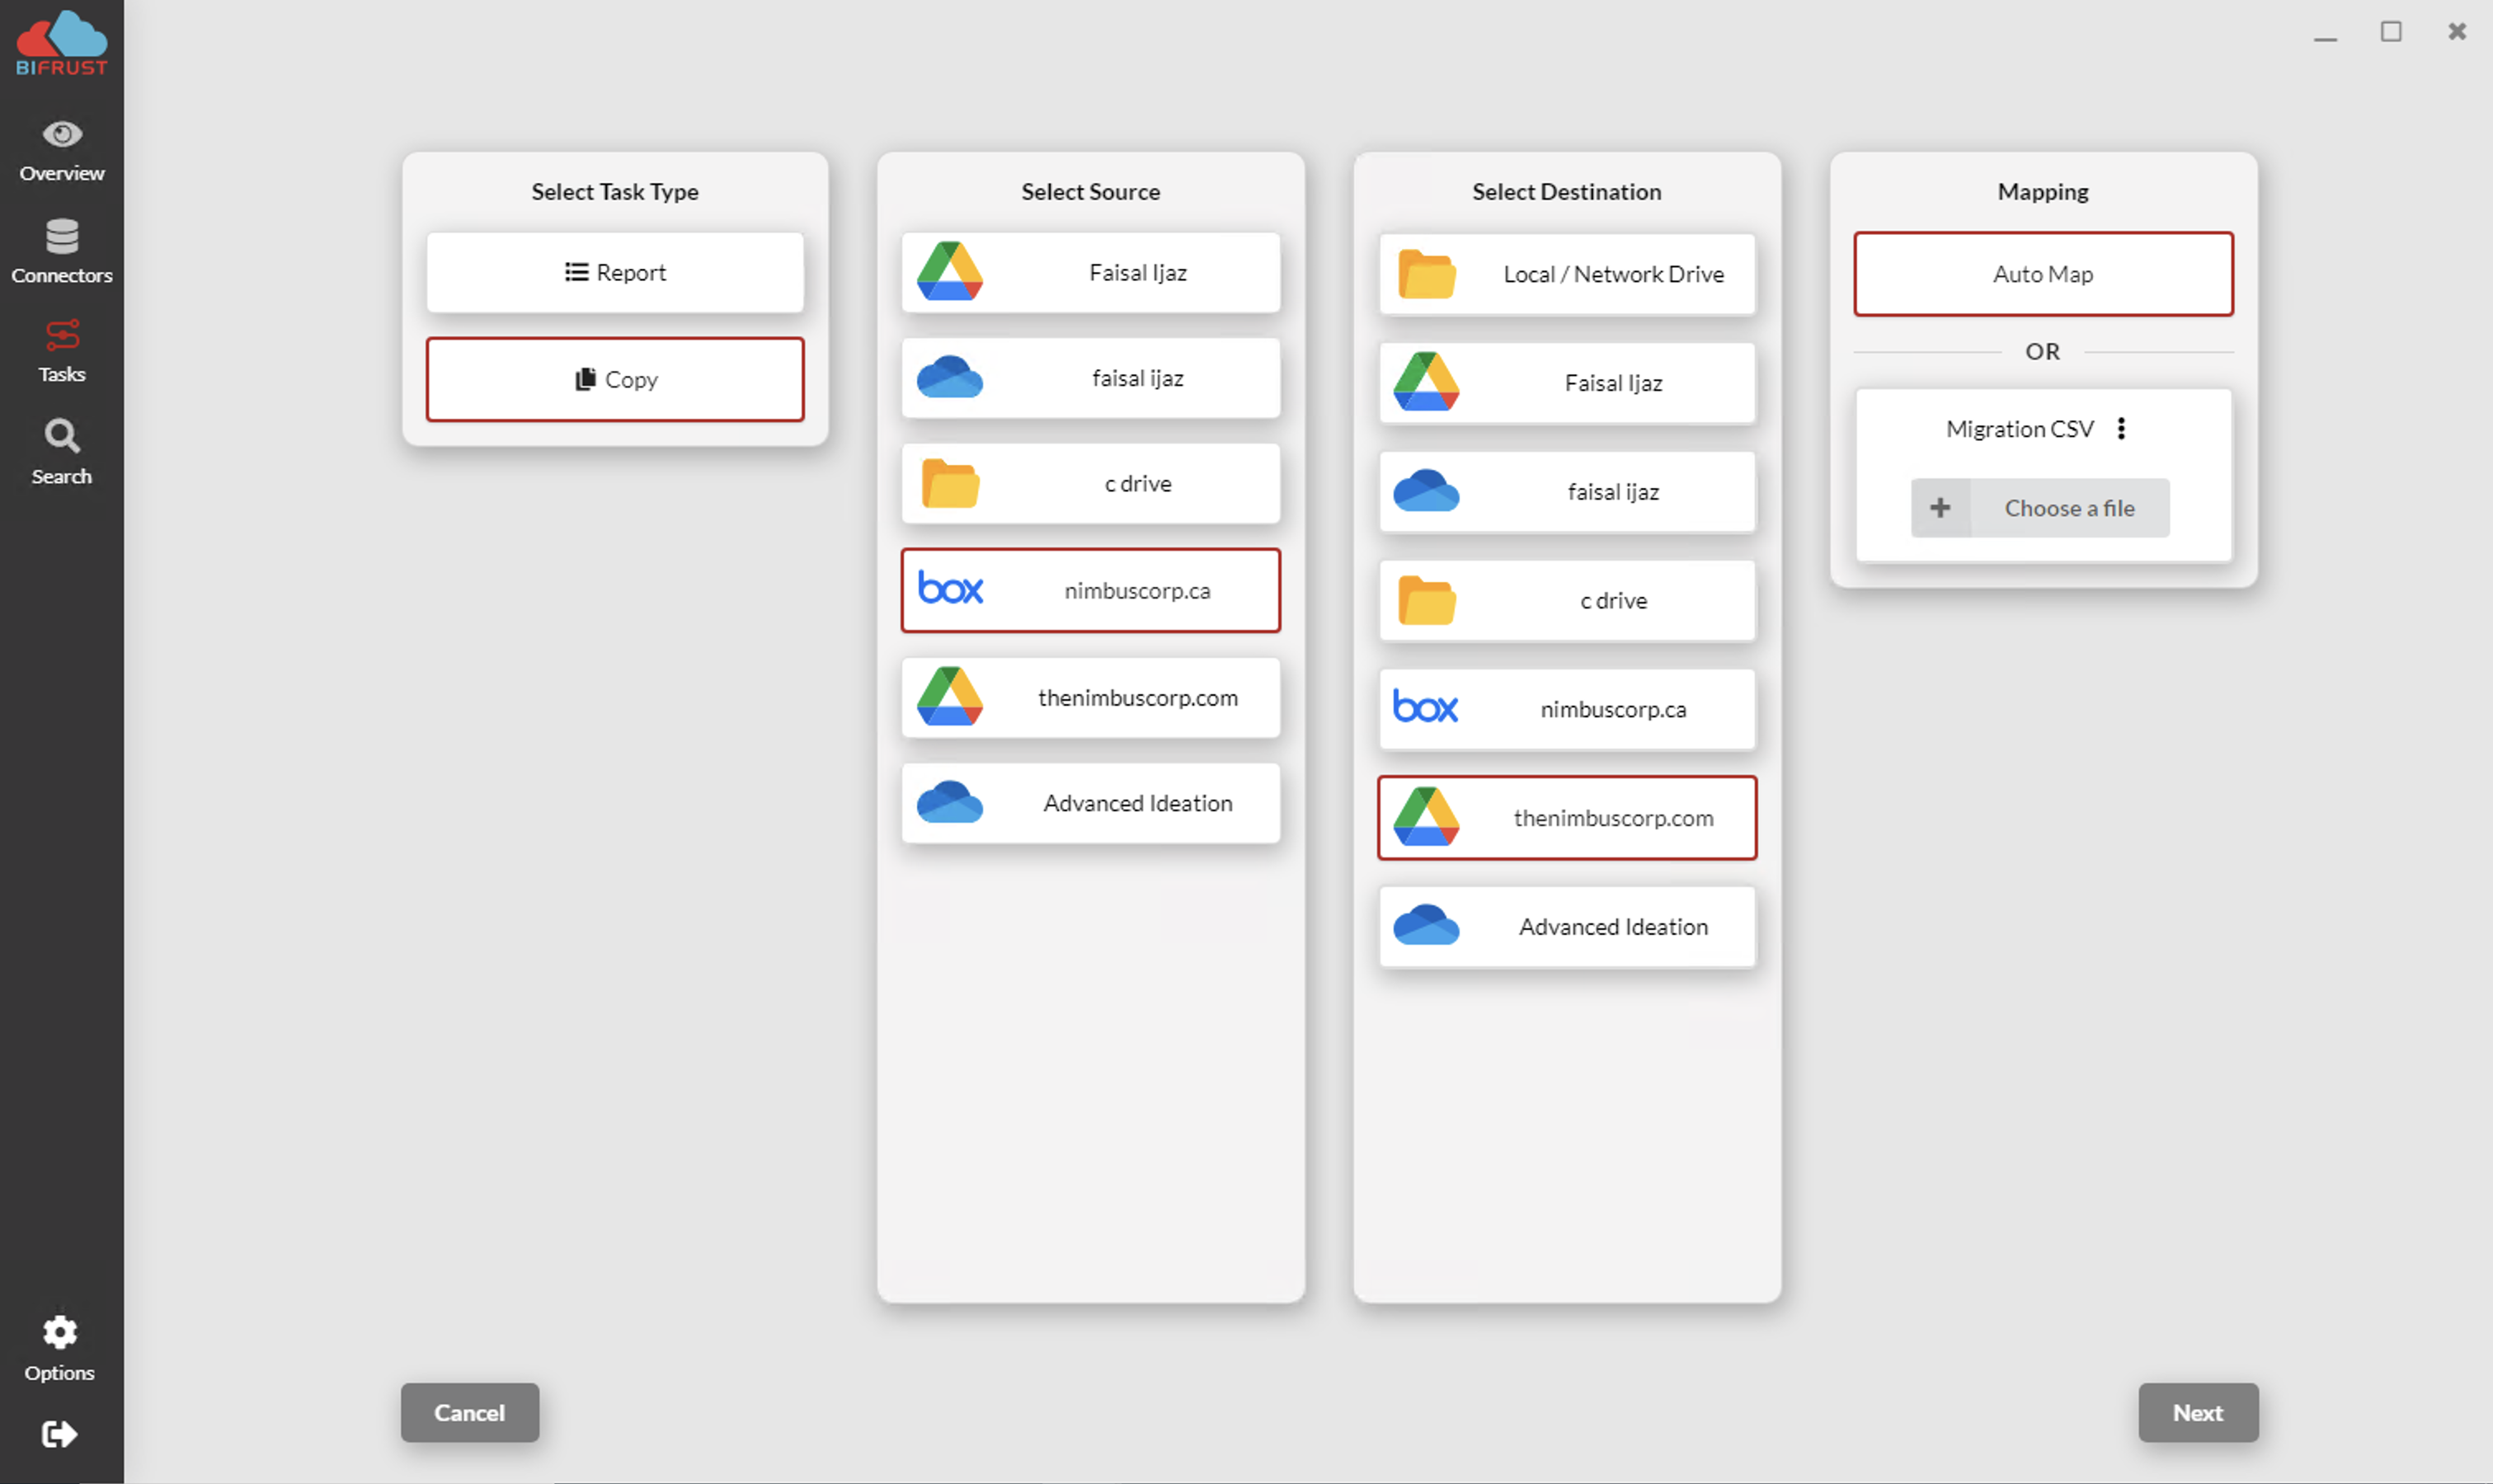 BIFRUST
Overview
Connectors
Tasks
Search
Options
Select Task Type
Report
Copy
Select Source
Faisal Ijaz
faisal ijaz
c drive
box nimbuscorp.ca
thenimbuscorp.com
Advanced Ideation
Select Destination
Local / Network Drive
Faisal Ijaz
faisal ijaz
c drive
box nimbuscorp.ca
thenimbuscorp.com
Advanced Ideation
Mapping
Auto Map
OR
Migration CSV
Choose a file
Cancel
Next